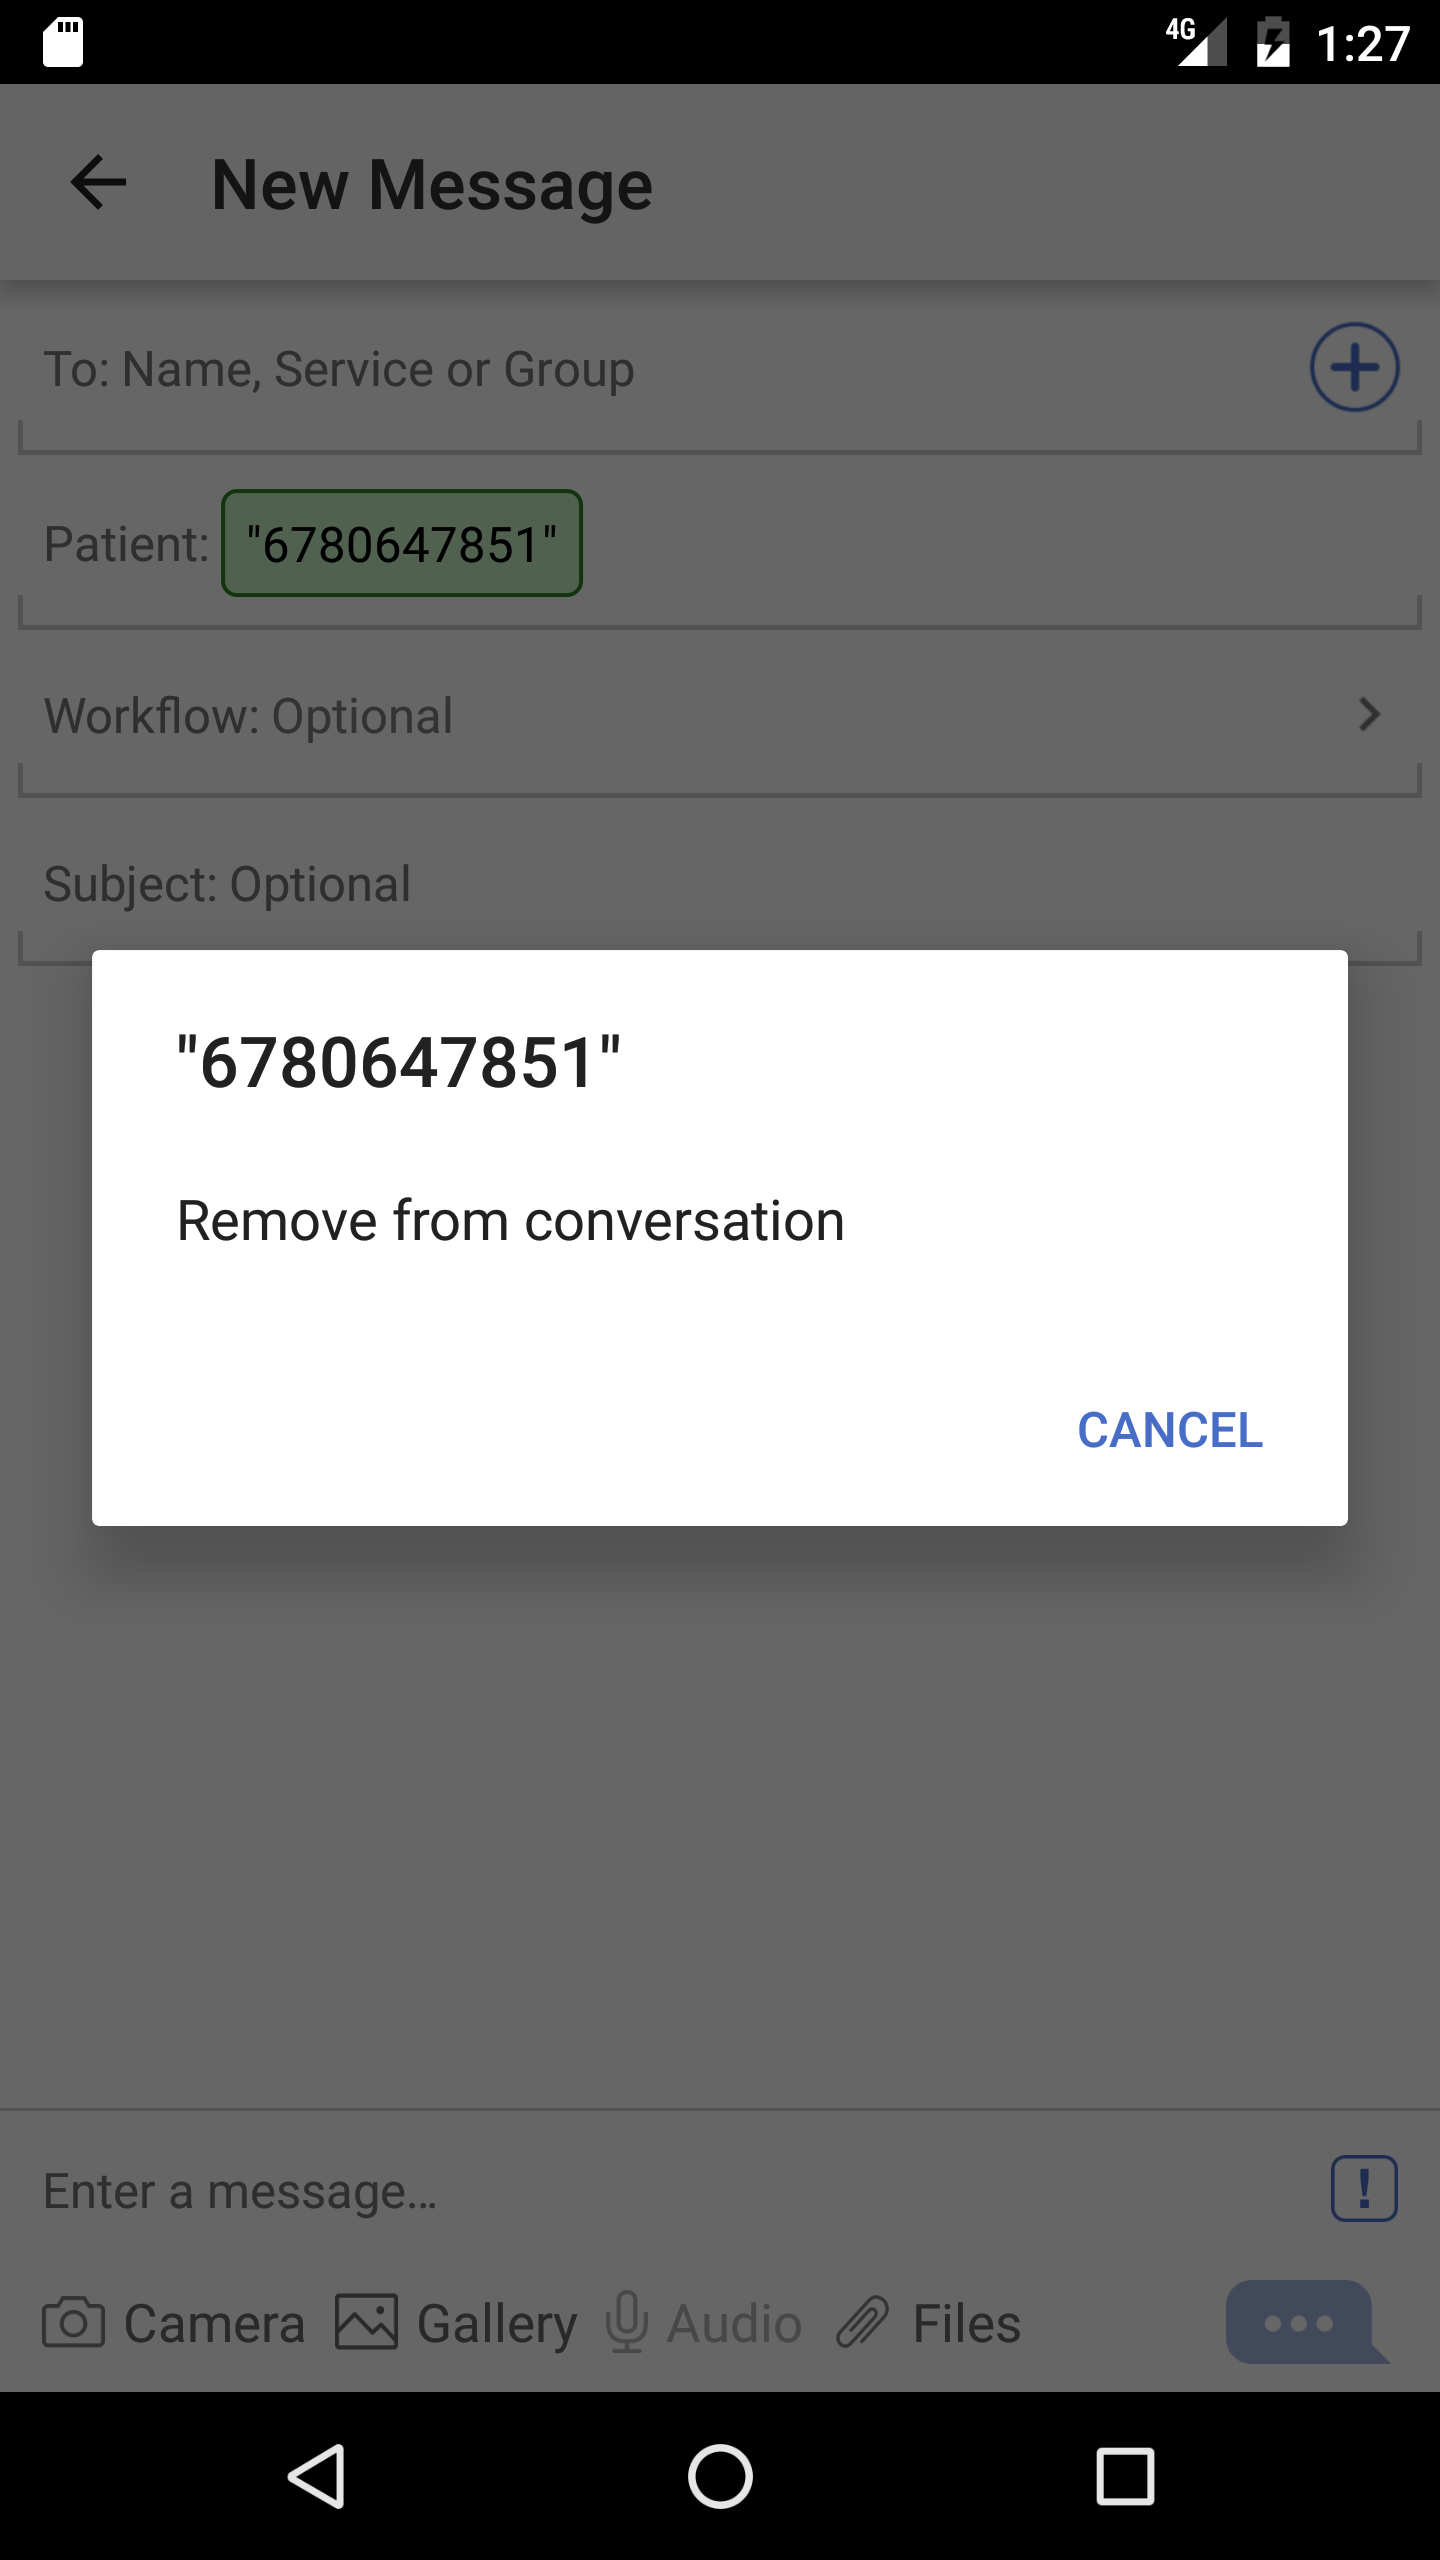 4G 1:27
New Message
To: Name, Service or Group
Patient: "6780647851"
Workflow: Optional
Subject: Optional
"6780647851"
Remove from conversation
CANCEL
Enter a message…
!
Camera Gallery Audio Files